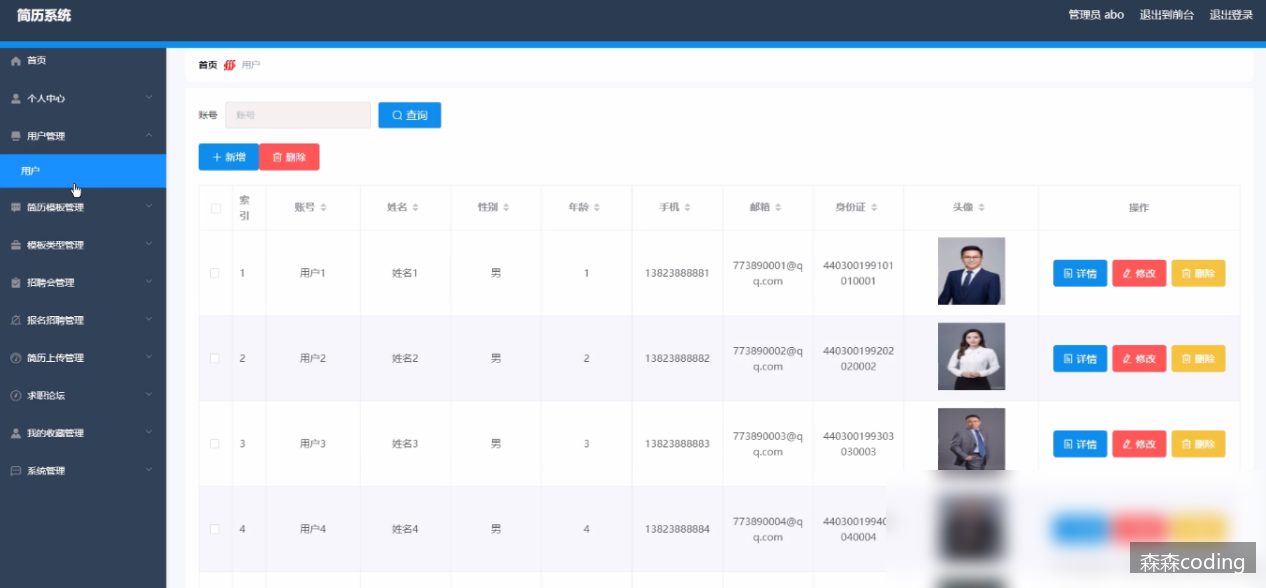 简历系统
管理员 abo 退出到前台 退出登录
首页
个人中心
用户管理
用户
简历模板管理
模板类型管理
招聘会管理
报名招聘管理
简历上传管理
求职论坛
我的收藏管理
系统管理
首页 用户
账号 账号 查询
新增 删除
索引 账号 姓名 性别 年龄 手机 邮箱 身份证 头像 操作
1 用户1 姓名1 男 1 13823888881 773890001@qq.com 440300199101010001 详情 修改 删除
2 用户2 姓名2 男 2 13823888882 773890002@qq.com 440300199202020002 详情 修改 删除
3 用户3 姓名3 男 3 13823888883 773890003@qq.com 440300199303030003 详情 修改 删除
4 用户4 姓名4 男 4 13823888884 773890004@qq.com 440300199404040004
森森coding